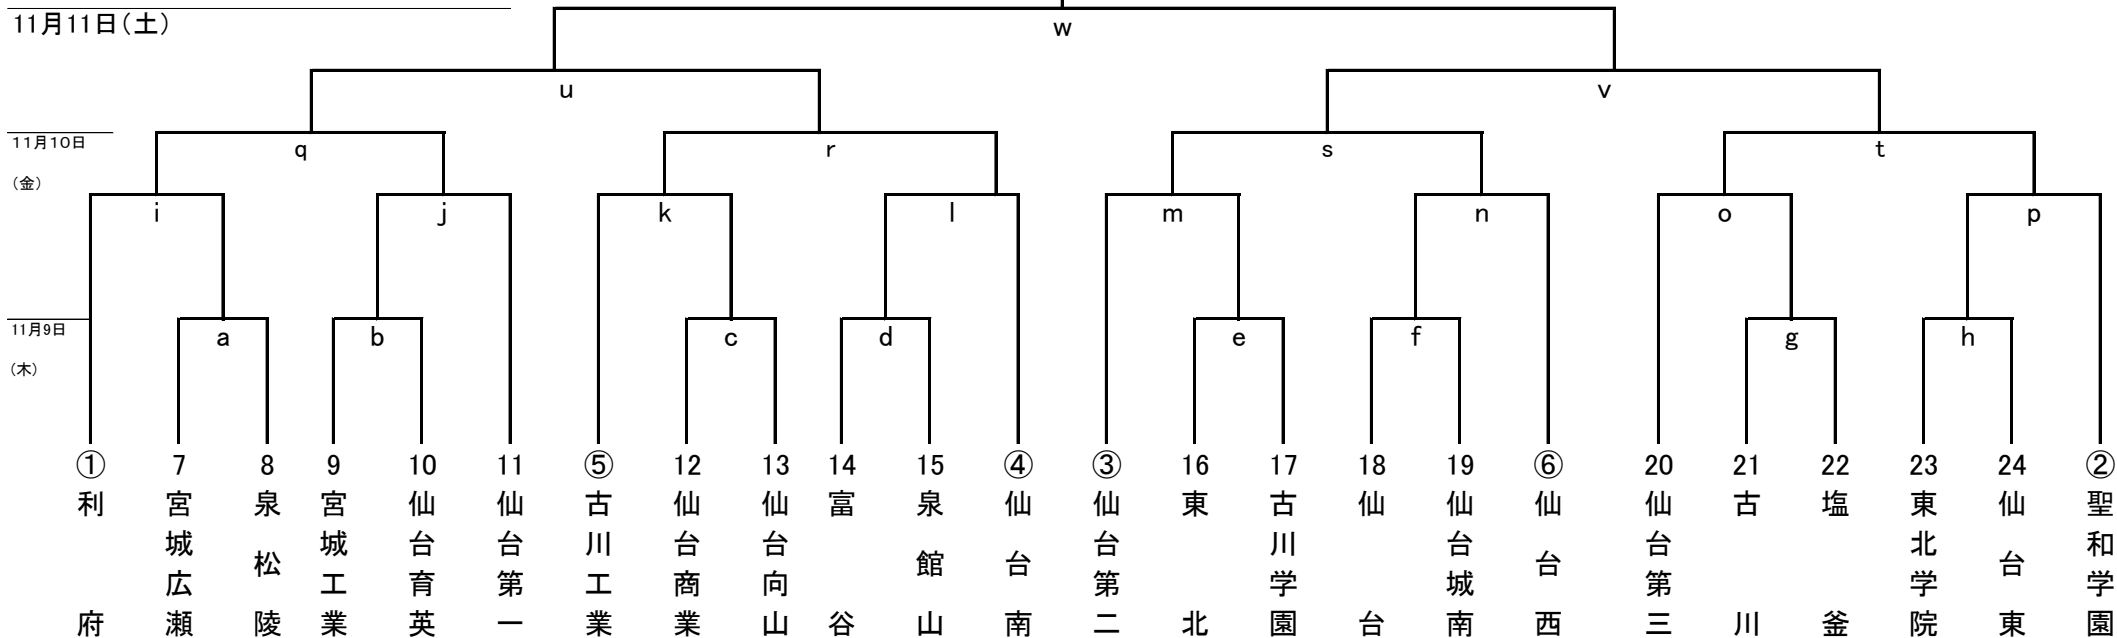 11月11日(土)
w
u
v
11月10日
(金)
q
r
s
t
i
j
k
l
m
n
o
p
11月9日
(木)
a
b
c
d
e
f
g
h
① 利府
7 宮城広瀬
8 泉松陵
9 宮城工業
10 仙台育英
11 仙台第一
⑤ 古川工業
12 仙台商業
13 仙台向山
14 富谷
15 泉館山
④ 仙台南
③ 仙台第二
16 東北
17 古川学園
18 仙台
19 仙台城南
⑥ 仙台西
20 仙台第三
21 古川
22 塩釜
23 東北学院
24 仙台東
② 聖和学園